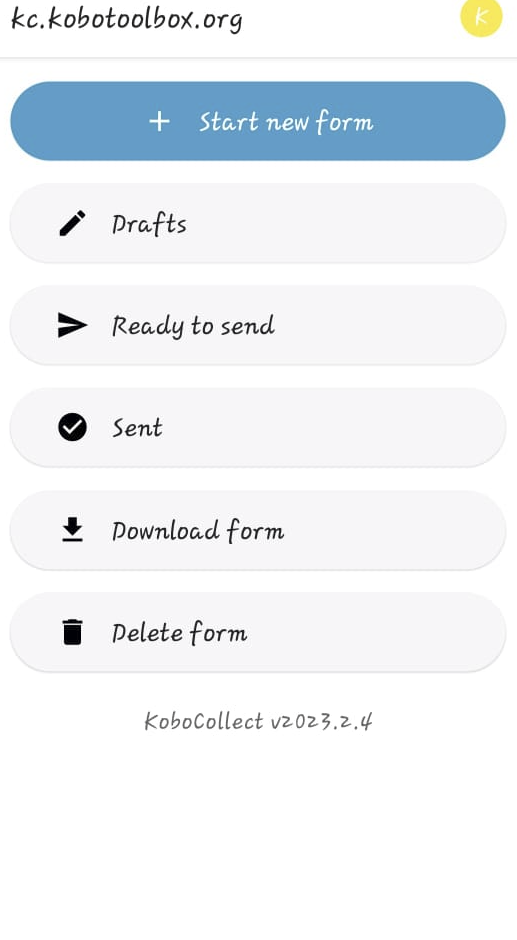 kc.kobotoolbox.org
K
+ Start new form
Drafts
Ready to send
Sent
Download form
Delete form
KoboCollect v2023.2.4